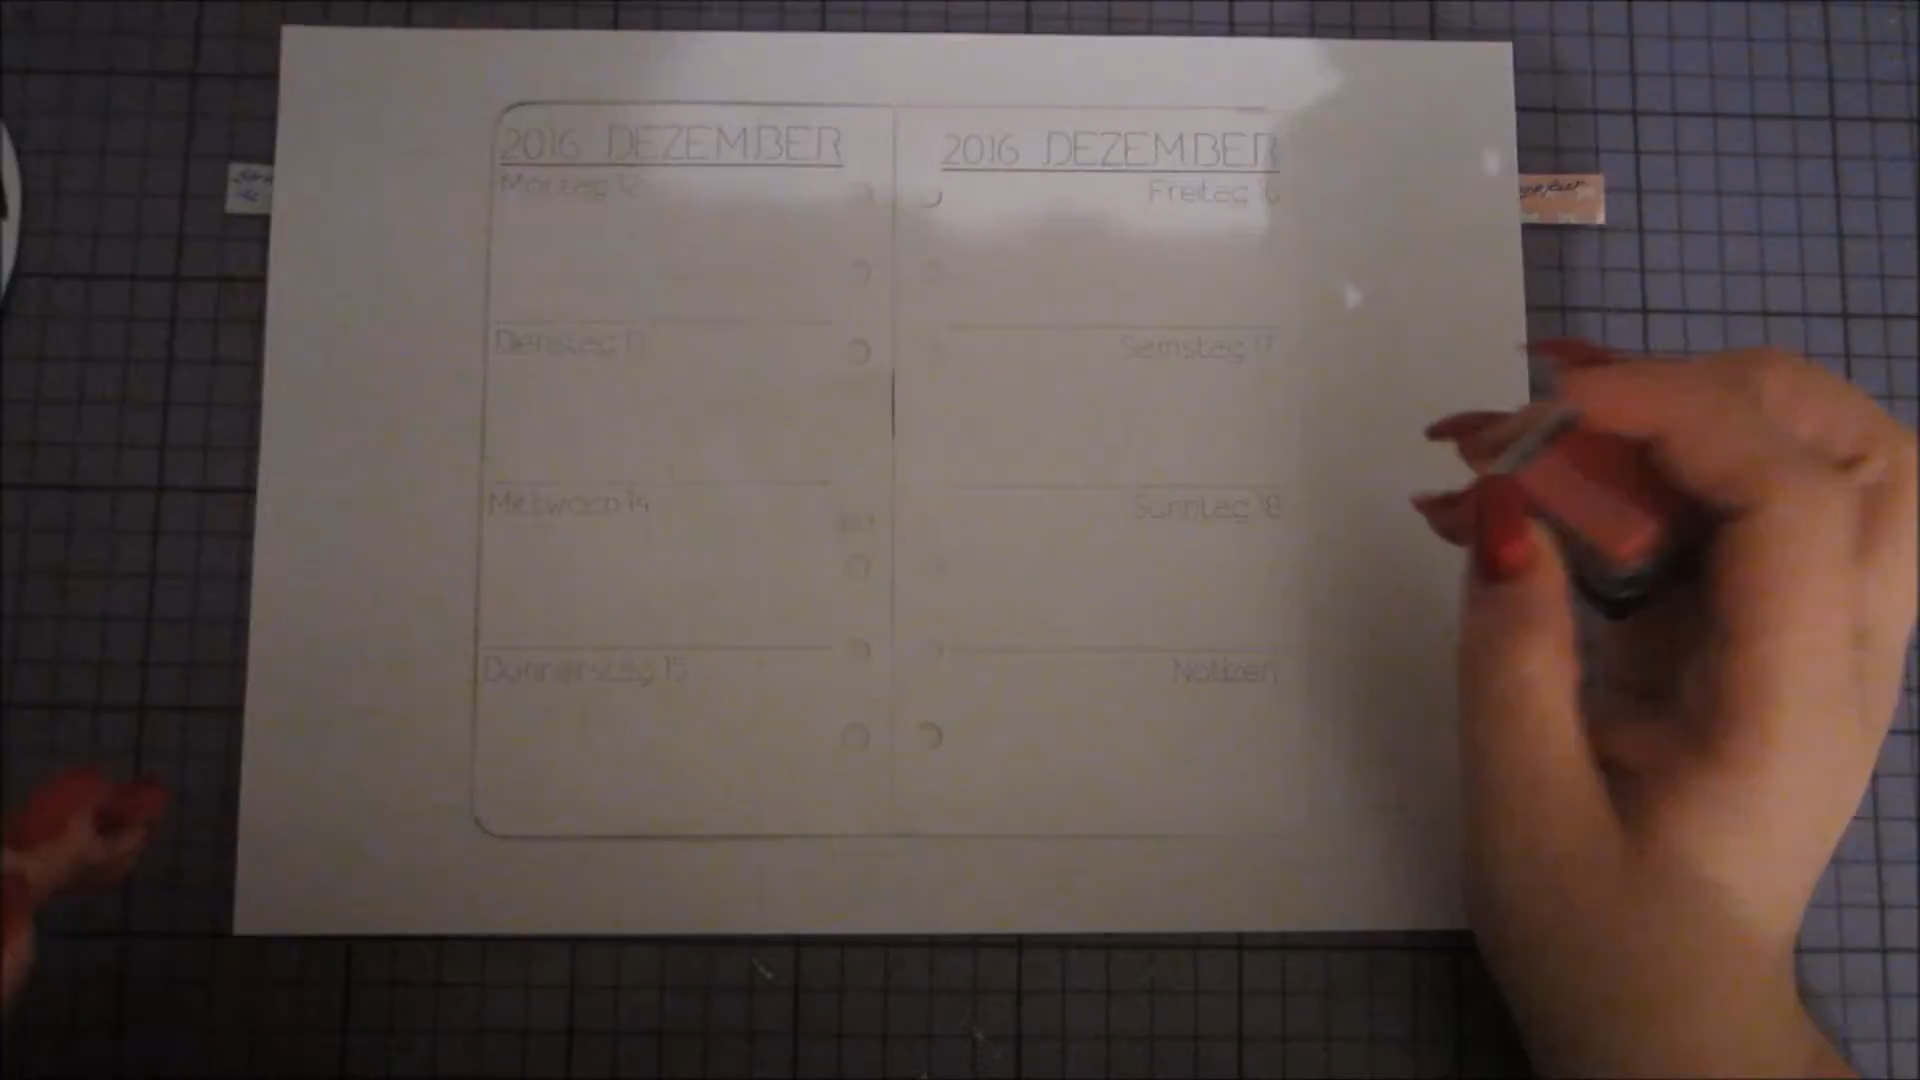 2016 DEZEMBER
Montag 12
Dienstag 13
Mittwoch 14
Donnerstag 15
2016 DEZEMBER
Freitag 16
Samstag 17
Sonntag 18
Notizen